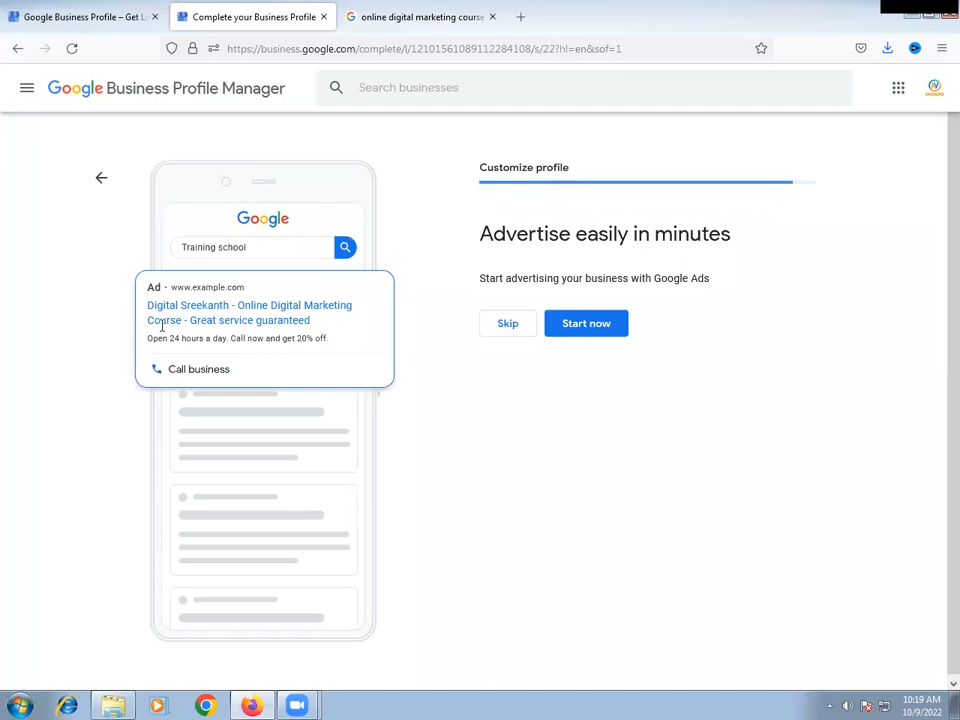 Google Business Profile – Get Li
Complete your Business Profile
online digital marketing course
https://business.google.com/complete/l/12101561089112284108/s/22?hl=en&sof=1
Google Business Profile Manager
Search businesses
Google
Training school
Ad · www.example.com
Digital Sreekanth - Online Digital Marketing
Course - Great service guaranteed
Open 24 hours a day. Call now and get 20% off.
Call business
Customize profile
Advertise easily in minutes
Start advertising your business with Google Ads
Skip
Start now
10:19 AM
10/9/2022